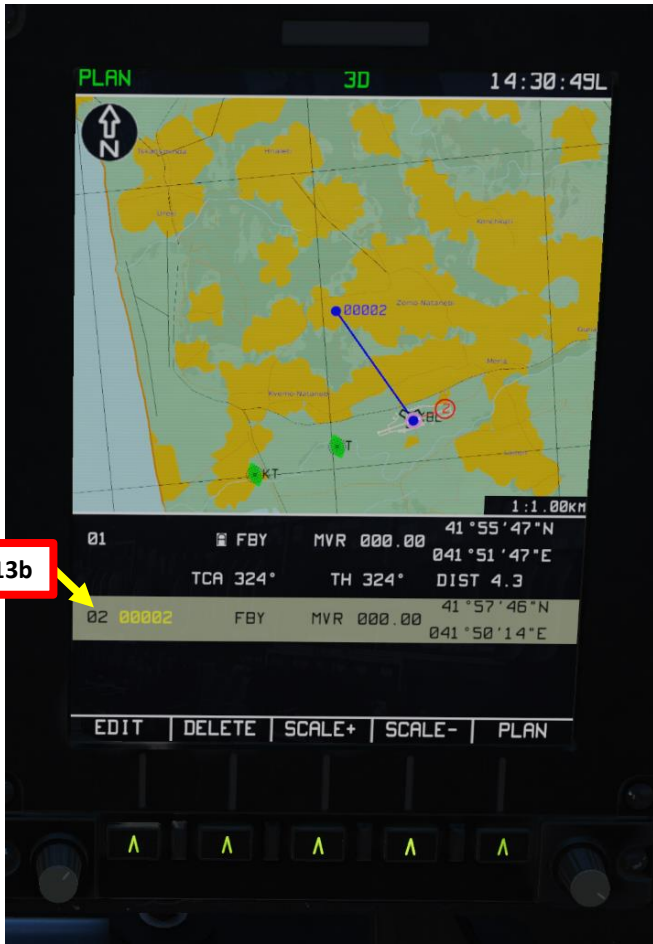 PLAN 3D 14:30:49L
N
00002
Zomo-Natanebi
Kvemo-Natanebi
Meria
2
T
KT
1:1.00KM
01 FBY MVR 000.00 41°55'47"N
041°51'47"E
TCA 324° TH 324° DIST 4.3
13b
02 00002 FBY MVR 000.00 41°57'46"N
041°50'14"E
EDIT | DELETE | SCALE+ | SCALE- | PLAN
Λ Λ Λ Λ Λ